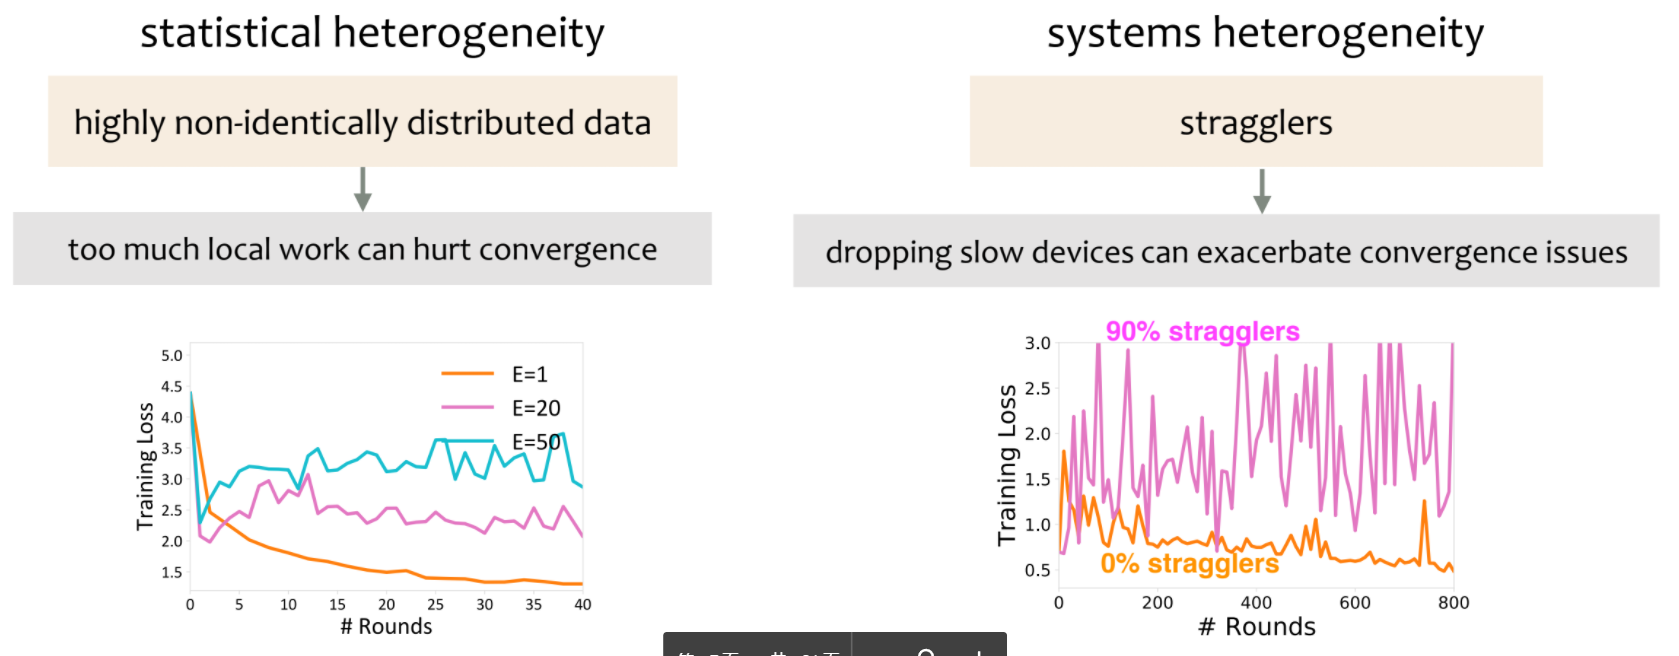 statistical heterogeneity
highly non-identically distributed data
too much local work can hurt convergence
Training Loss
5.0
4.5
4.0
3.5
3.0
2.5
2.0
1.5
E=1
E=20
E=50
0 5 10 15 20 25 30 35 40
# Rounds
systems heterogeneity
stragglers
dropping slow devices can exacerbate convergence issues
90% stragglers
Training Loss
3.0
2.5
2.0
1.5
1.0
0.5
0% stragglers
0 200 400 600 800
# Rounds